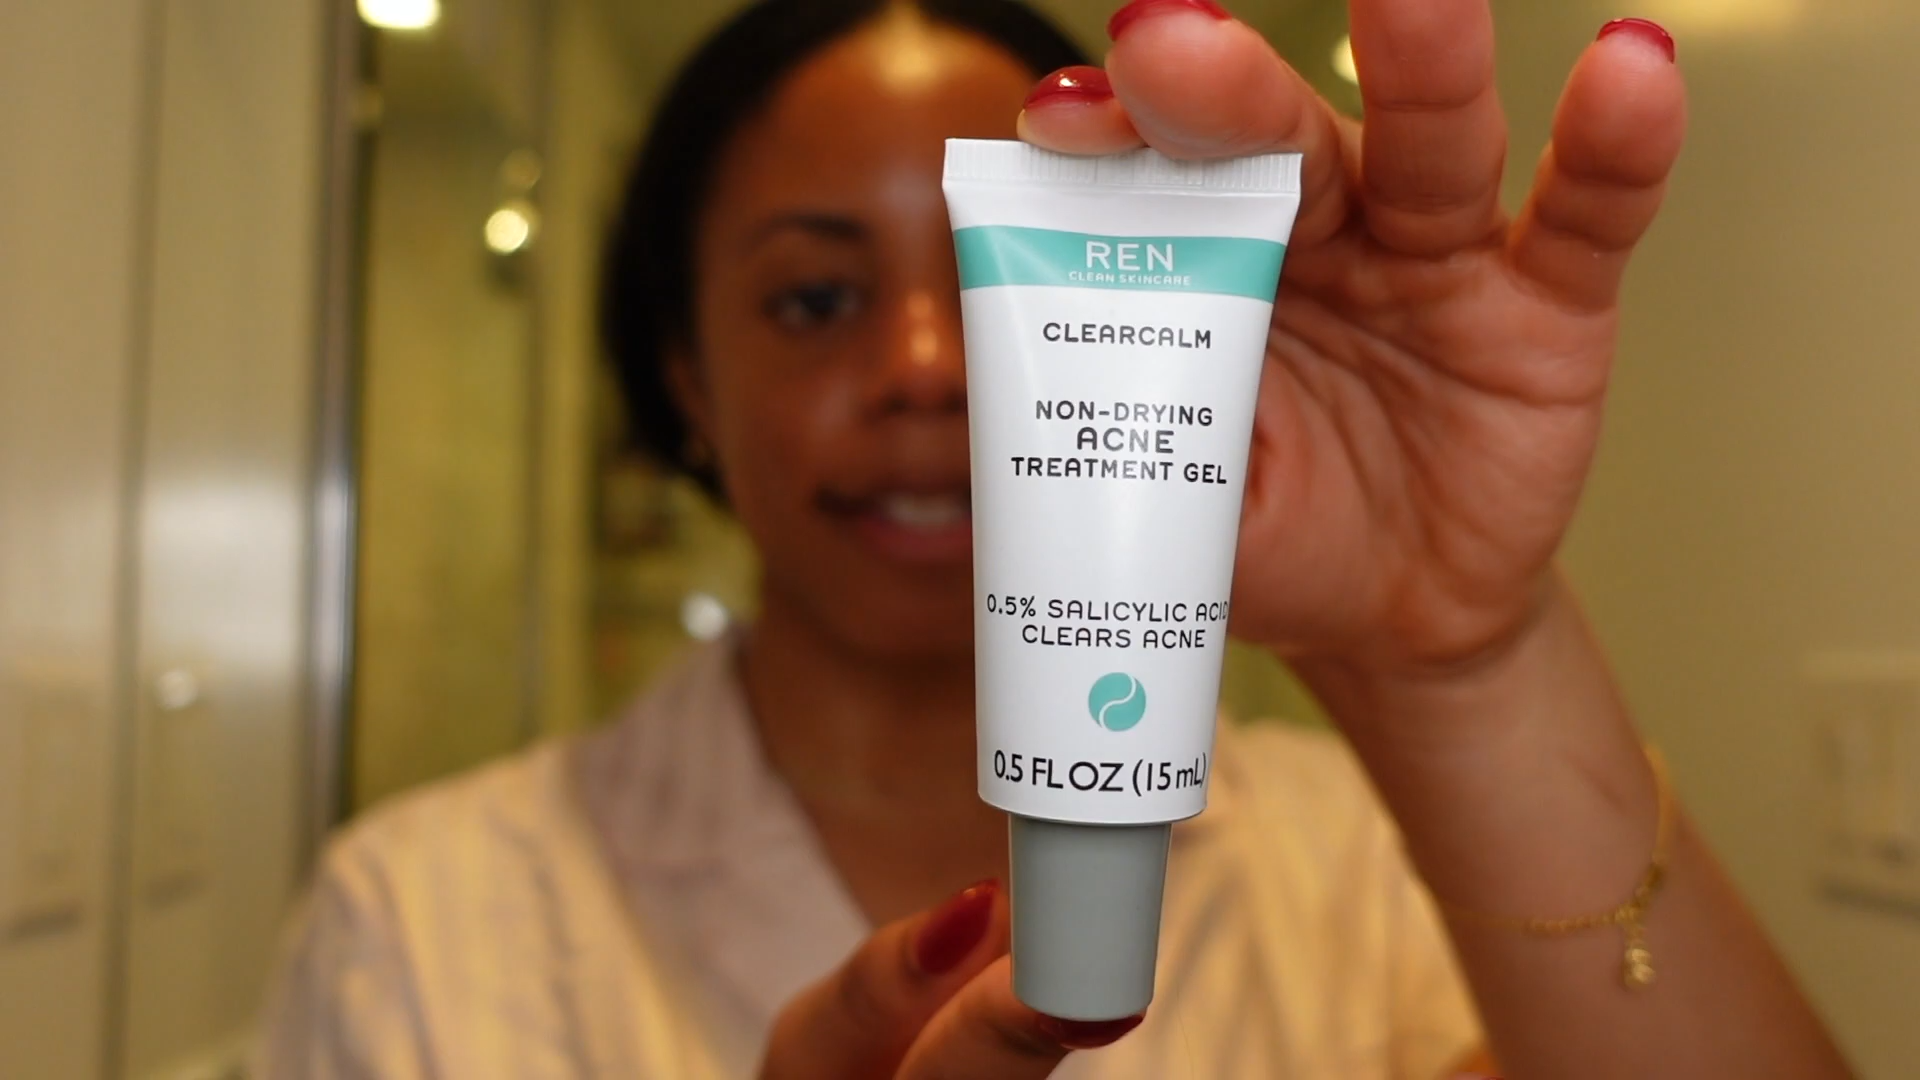 REN
CLEAN SKINCARE
CLEARCALM
NON-DRYING
ACNE
TREATMENT GEL
0.5% SALICYLIC ACID
CLEARS ACNE
0.5 FL OZ (15 mL)